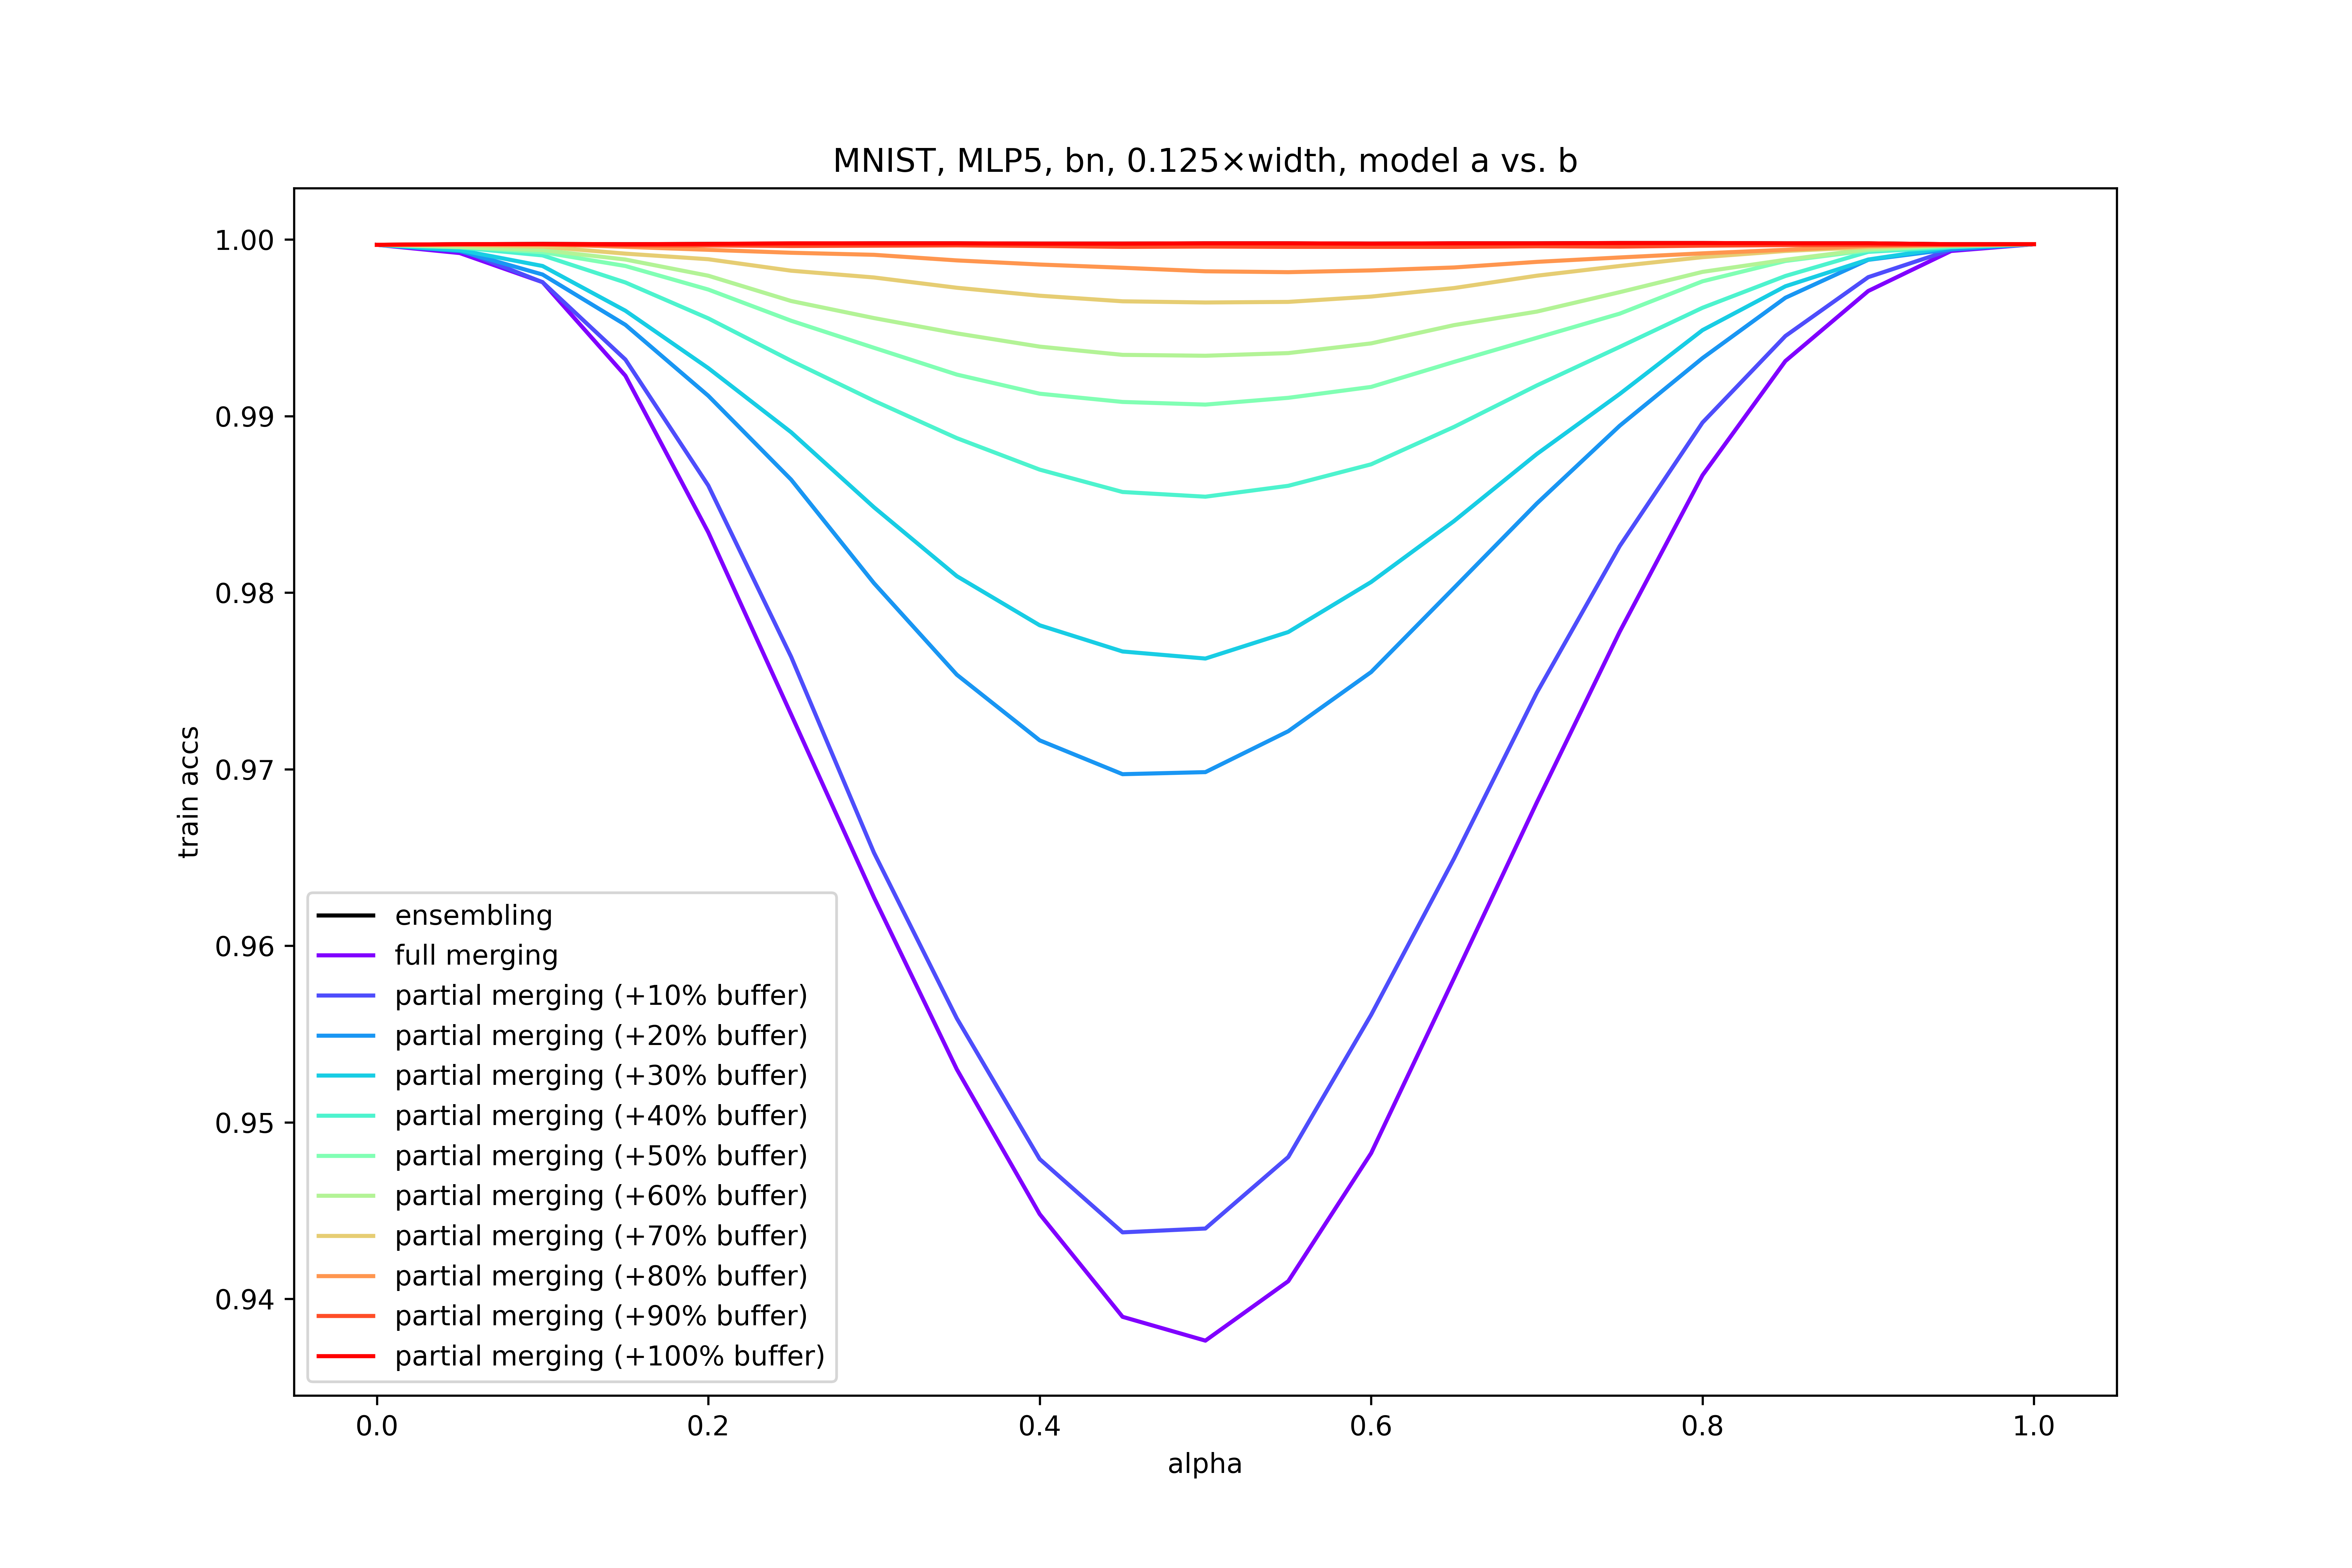 MNIST, MLP5, bn, 0.125×width, model a vs. b
1.00
0.99
0.98
0.97
0.96
0.95
0.94
train accs
ensembling
full merging
partial merging (+10% buffer)
partial merging (+20% buffer)
partial merging (+30% buffer)
partial merging (+40% buffer)
partial merging (+50% buffer)
partial merging (+60% buffer)
partial merging (+70% buffer)
partial merging (+80% buffer)
partial merging (+90% buffer)
partial merging (+100% buffer)
0.0 0.2 0.4 0.6 0.8 1.0
alpha